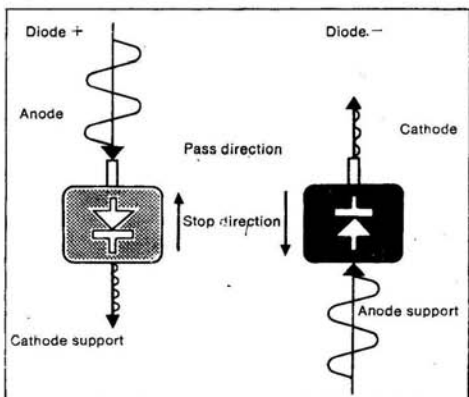 Diode +
Diode -
Anode
Cathode
Pass direction
Stop direction
Cathode support
Anode support